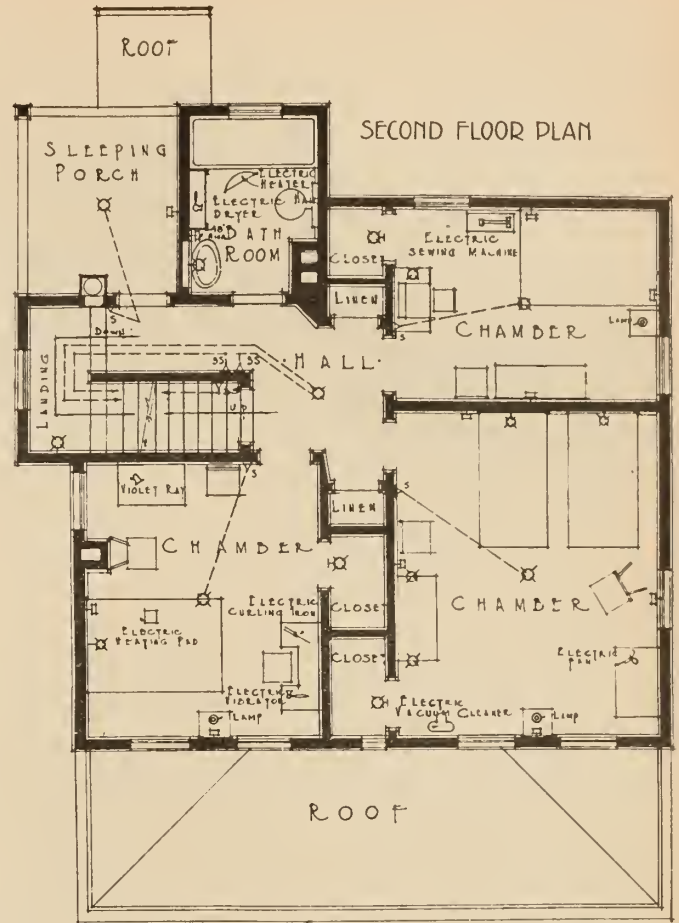 ROOF
SECOND FLOOR PLAN
SLEEPING
PORCH
ELECTRIC
HEATER
ELECTRIC HAIR
DRYER
BATH
ROOM
CLOSET
ELECTRIC
SEWING MACHINE
LINEN
CHAMBER
LAMP
S
DOWN
S
HALL
SS
SS
LANDING
UP
S
VIOLET RAY
LINEN
S
CHAMBER
CLOSET
CHAMBER
ELECTRIC
CURLING IRON
ELECTRIC
HEATING PAD
CLOSET
ELECTRIC
FAN
ELECTRIC
VIBRATOR
ELECTRIC
VACUUM CLEANER
LAMP
LAMP
ROOF